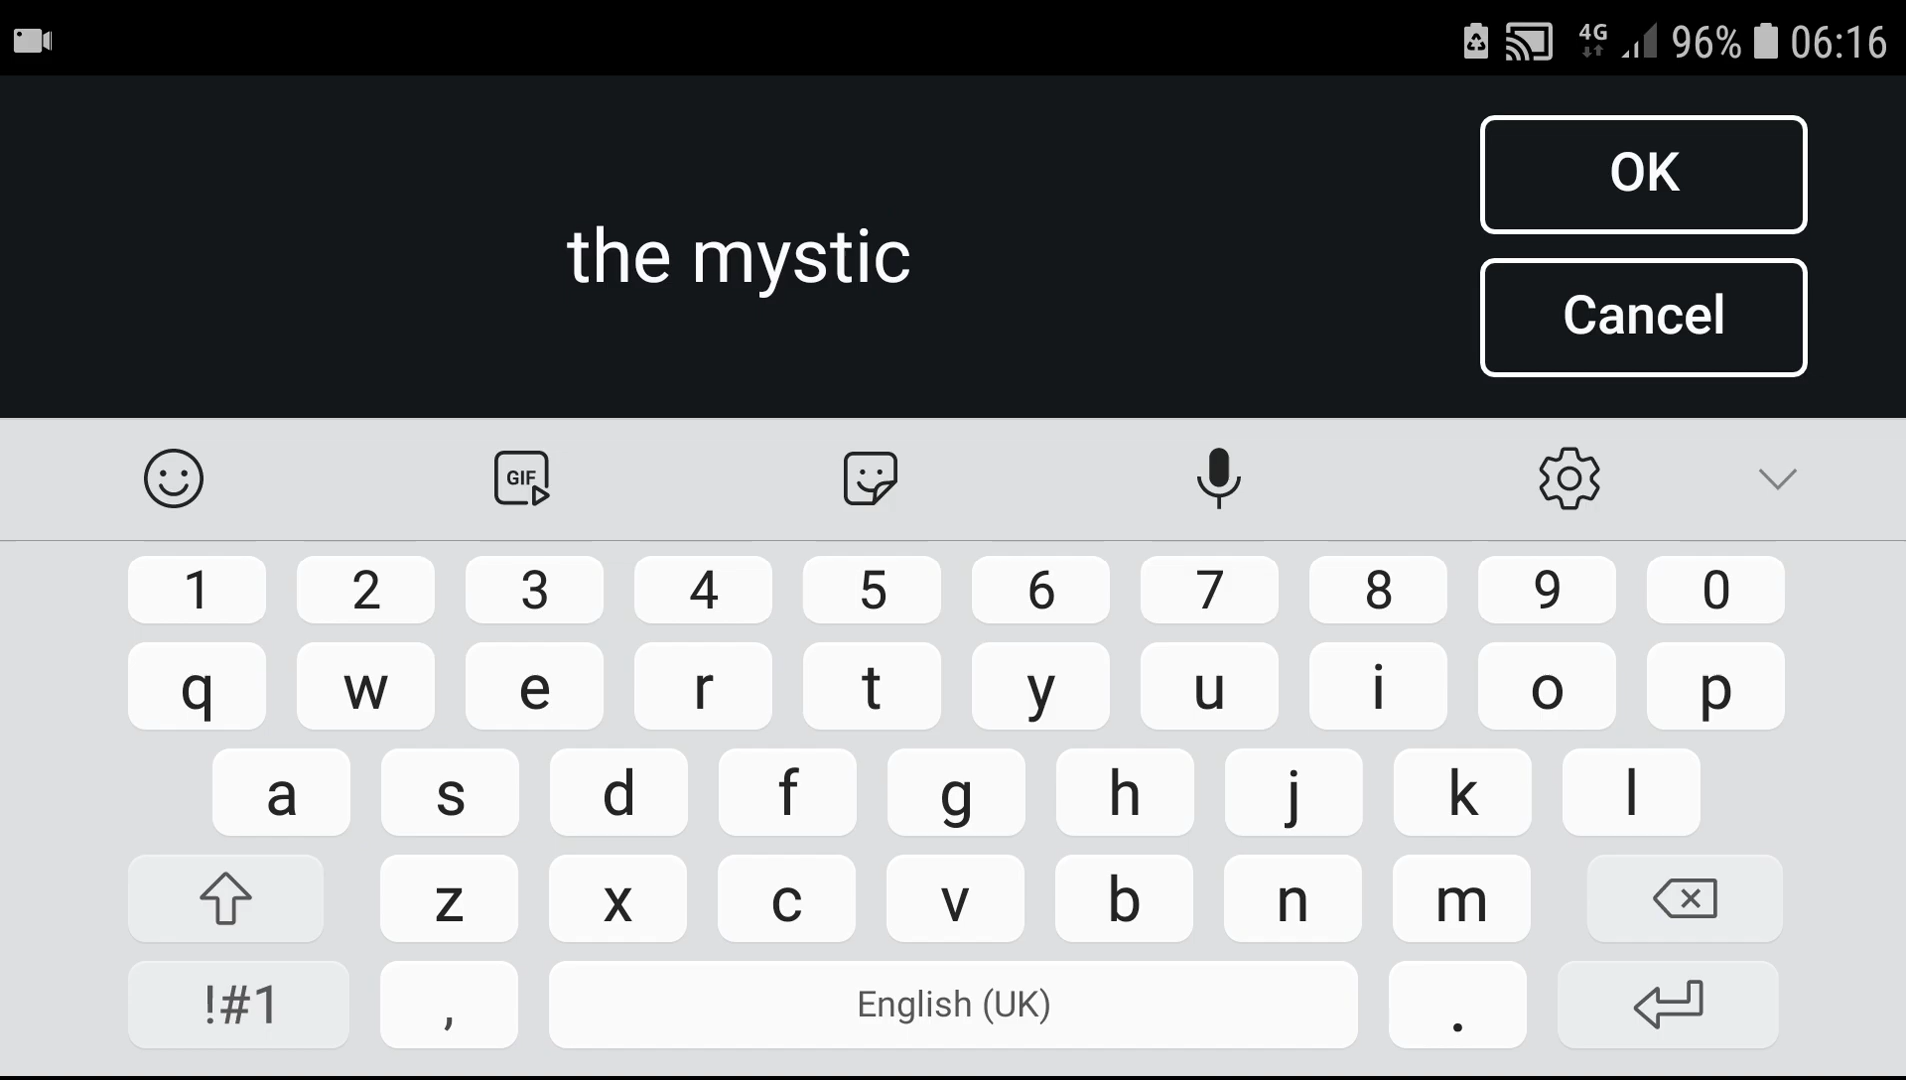 4G 96% 06:16
OK
the mystic
Cancel
GIF
1 2 3 4 5 6 7 8 9 0
q w e r t y u i o p
a s d f g h j k l
z x c v b n m
!#1 , English (UK) .